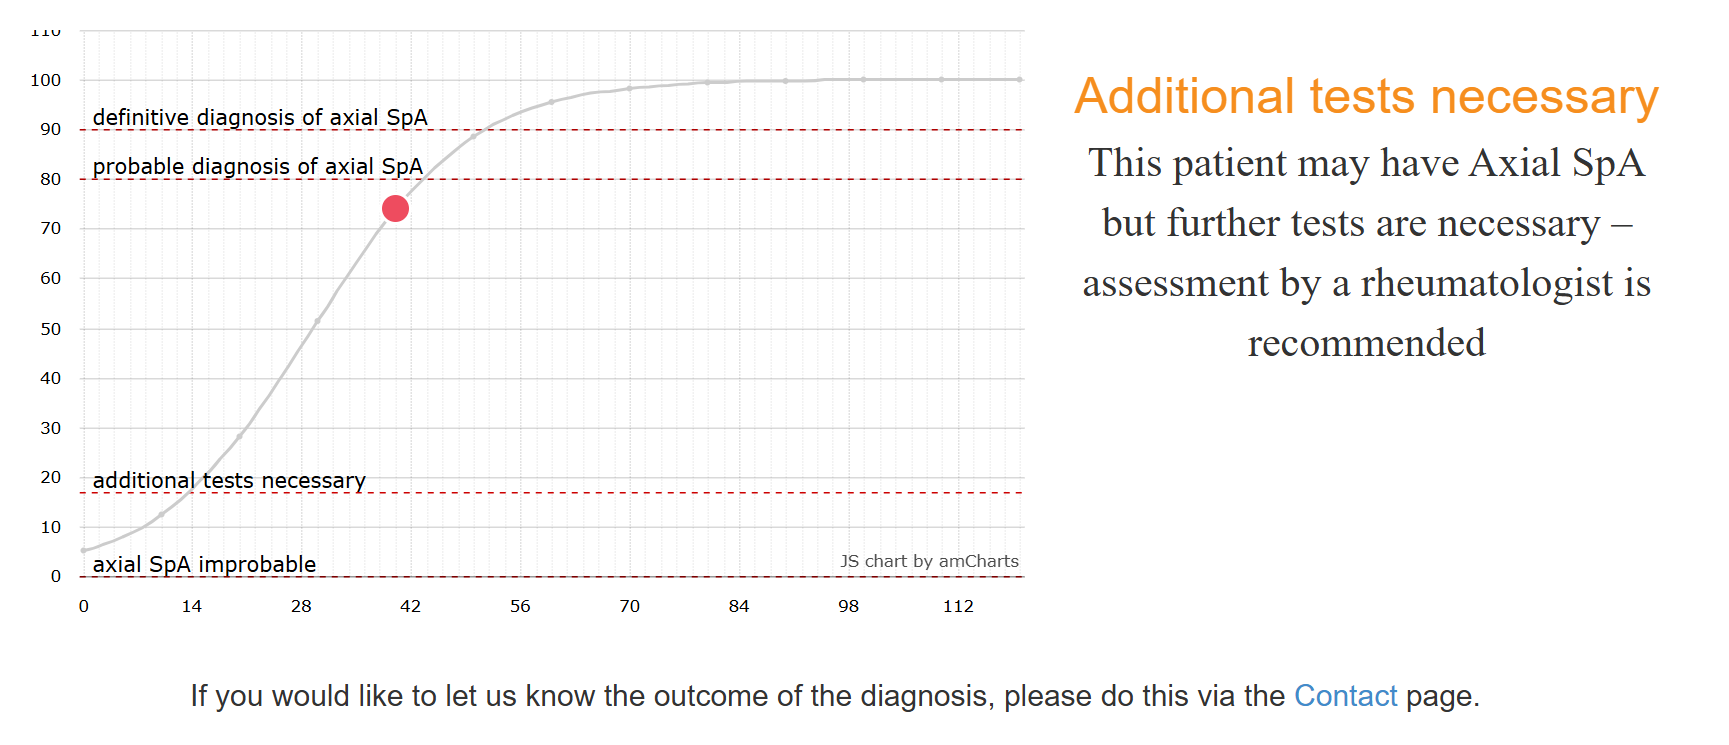 110
100
definitive diagnosis of axial SpA
90
probable diagnosis of axial SpA
80
70
60
50
40
30
20
additional tests necessary
10
axial SpA improbable
JS chart by amCharts
0
0 14 28 42 56 70 84 98 112
Additional tests necessary
This patient may have Axial SpA
but further tests are necessary –
assessment by a rheumatologist is
recommended
If you would like to let us know the outcome of the diagnosis, please do this via the Contact page.